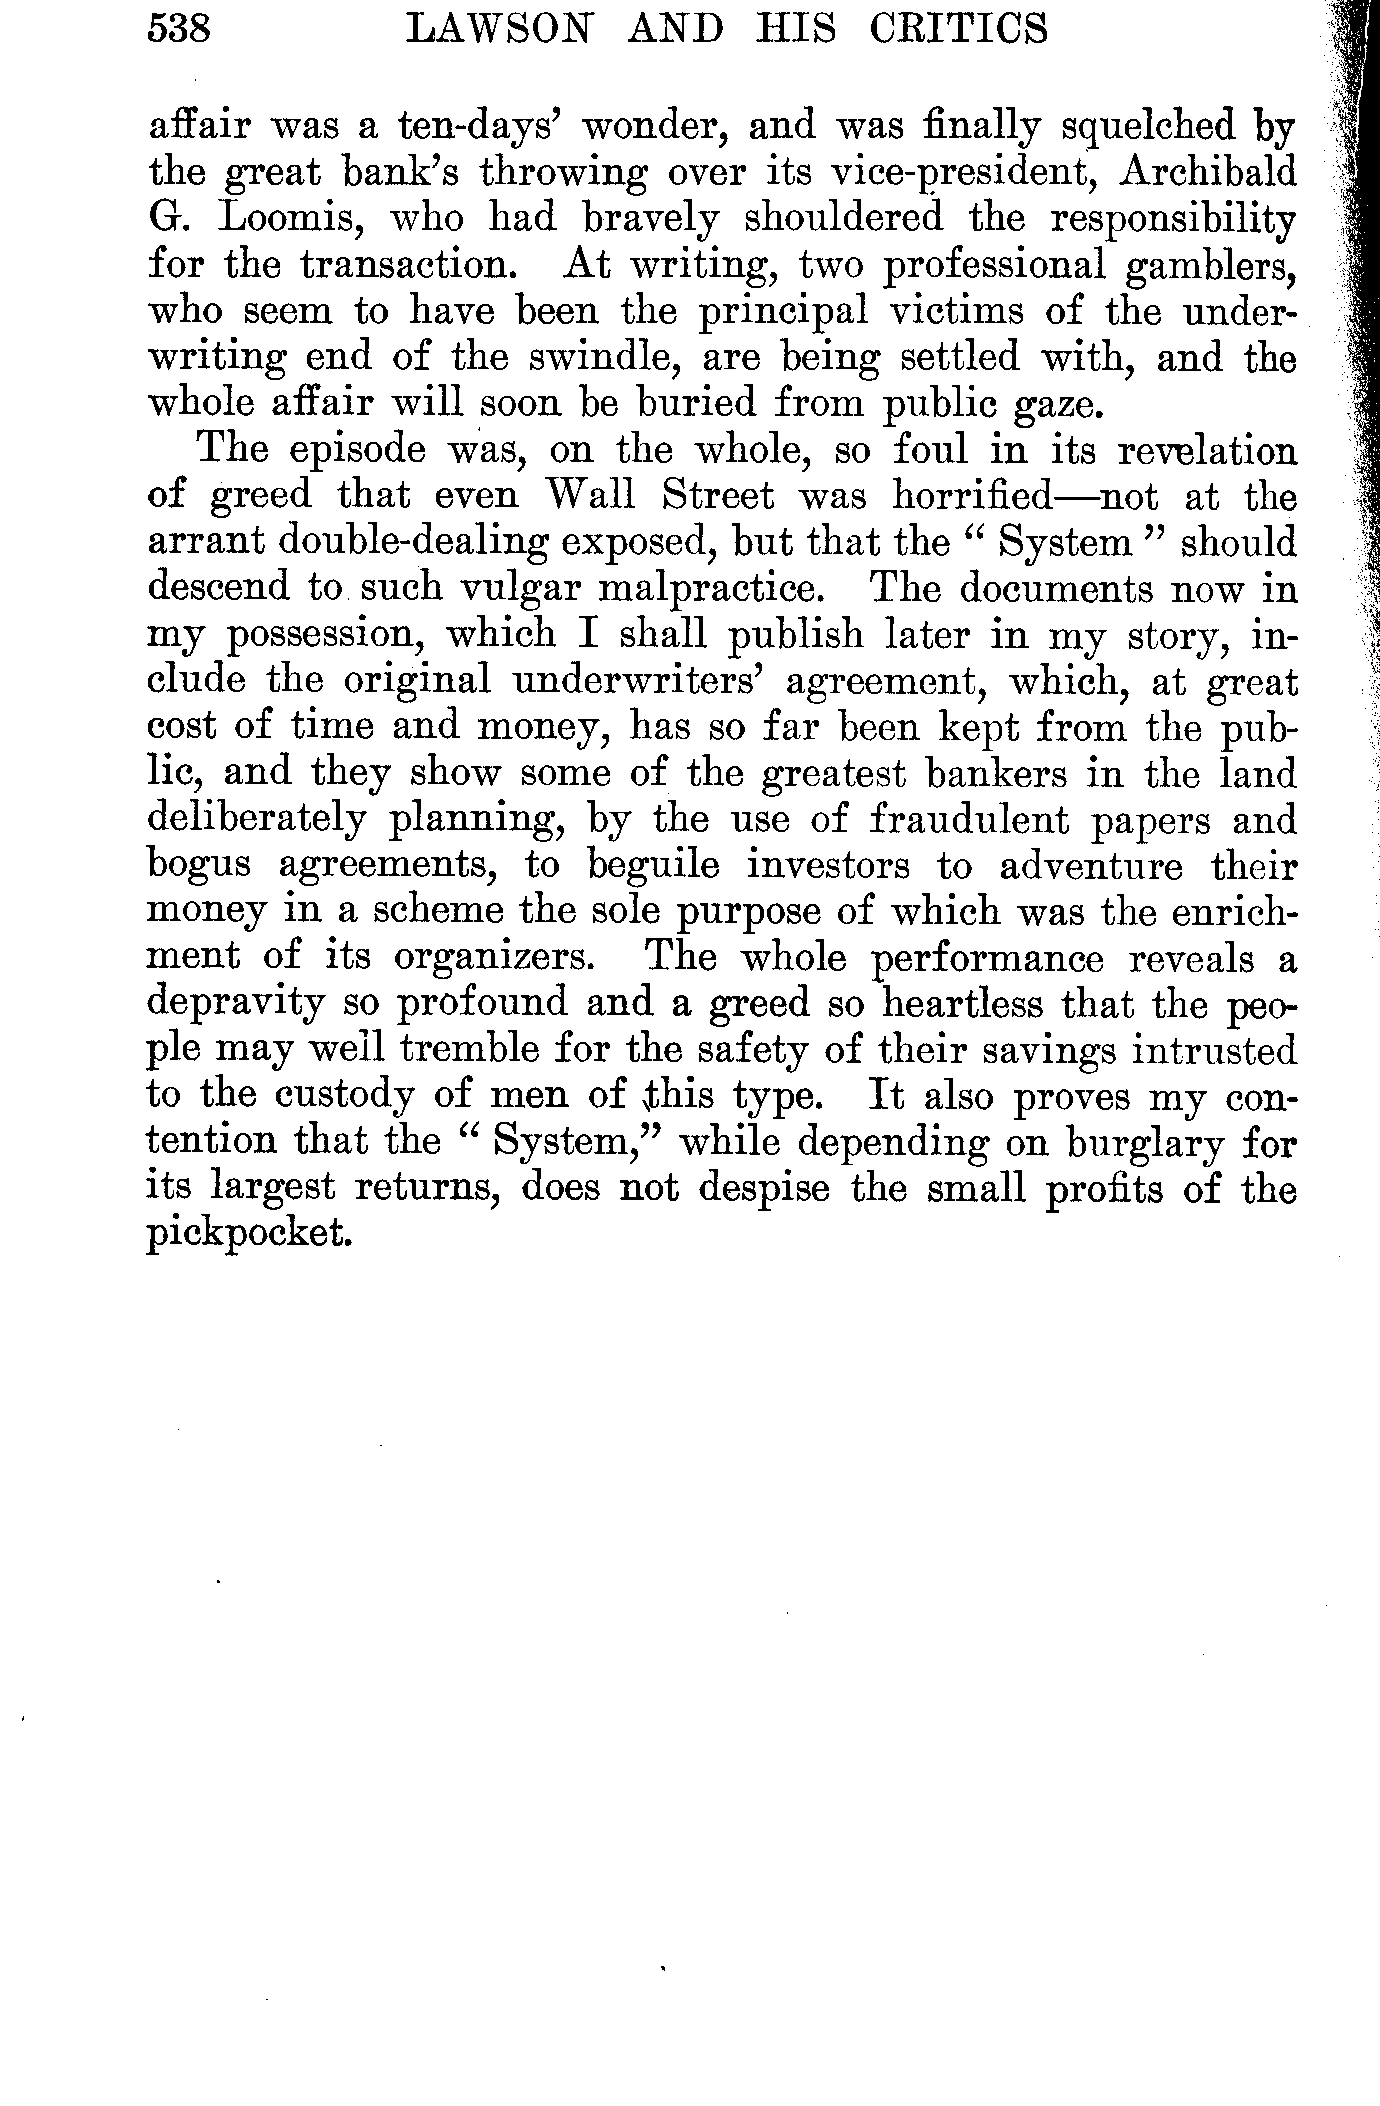 538 LAWSON AND HIS CRITICS
affair was a ten-days’ wonder, and was finally squelched by
the great bank’s throwing over its vice-president, Archibald
G. Loomis, who had bravely shouldered the responsibility
for the transaction. At writing, two professional gamblers,
who seem to have been the principal victims of the under-
writing end of the swindle, are being settled with, and the
whole affair will soon be buried from public gaze.
The episode was, on the whole, so foul in its revelation
of greed that even Wall Street was horrified—not at the
arrant double-dealing exposed, but that the “ System ” should
descend to such vulgar malpractice. The documents now in
my possession, which I shall publish later in my story, in-
clude the original underwriters’ agreement, which, at great
cost of time and money, has so far been kept from the pub-
lic, and they show some of the greatest bankers in the land
deliberately planning, by the use of fraudulent papers and
bogus agreements, to beguile investors to adventure their
money in a scheme the sole purpose of which was the enrich-
ment of its organizers. The whole performance reveals a
depravity so profound and a greed so heartless that the peo-
ple may well tremble for the safety of their savings intrusted
to the custody of men of this type. It also proves my con-
tention that the “ System,” while depending on burglary for
its largest returns, does not despise the small profits of the
pickpocket.